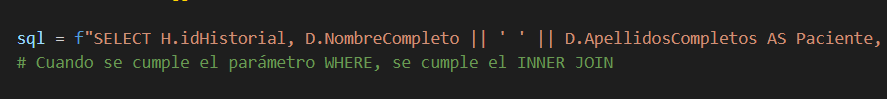 sql = f"SELECT H.idHistorial, D.NombreCompleto || ' ' || D.ApellidosCompletos AS Paciente,
# Cuando se cumple el parámetro WHERE, se cumple el INNER JOIN